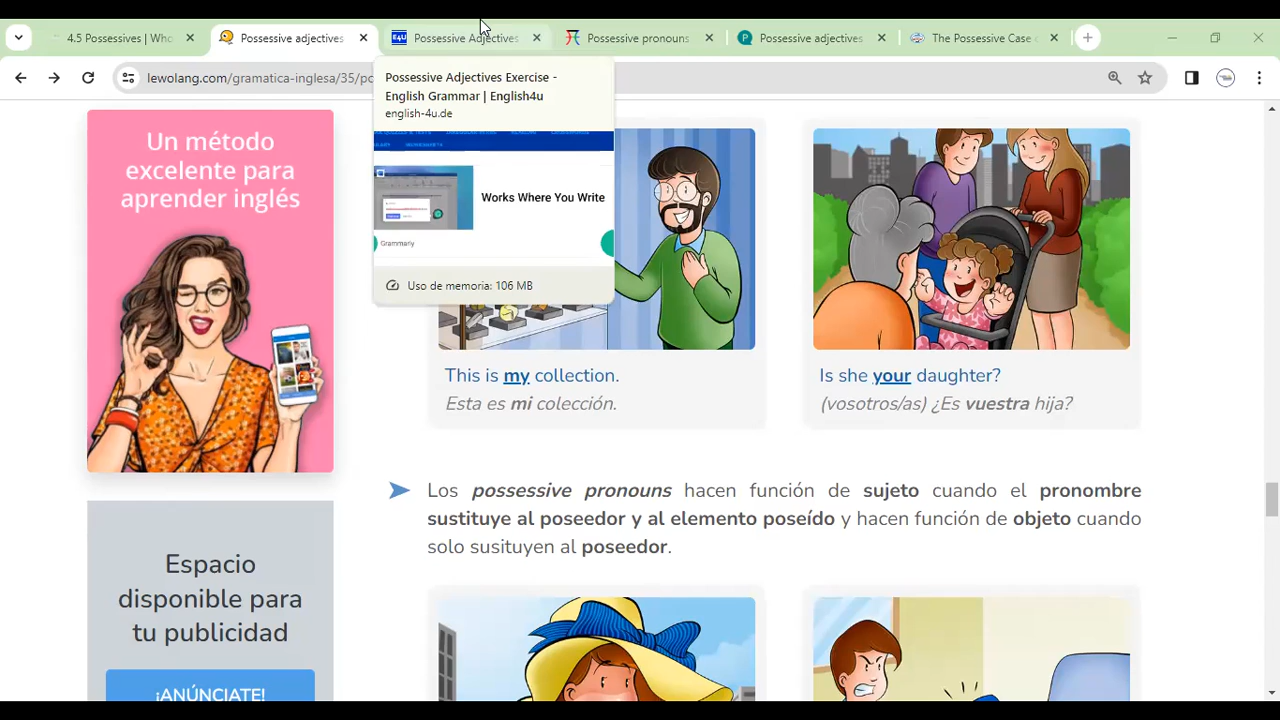 4.5 Possessives | Who
Possessive adjectives
E4U
Possessive Adjectives
Possessive pronouns
P
Possessive adjectives
The Possessive Case o
lewolang.com/gramatica-inglesa/35/po
Possessive Adjectives Exercise -
English Grammar | English4u
english-4u.de
Works Where You Write
Grammarly
Uso de memoria: 106 MB
Un método
excelente para
aprender inglés
This is my collection.
Esta es mi colección.
Is she your daughter?
(vosotros/as) ¿Es vuestra hija?
Los possessive pronouns hacen función de sujeto cuando el pronombre
sustituye al poseedor y al elemento poseído y hacen función de objeto cuando
solo susituyen al poseedor.
Espacio
disponible para
tu publicidad
¡ANÚNCIATE!